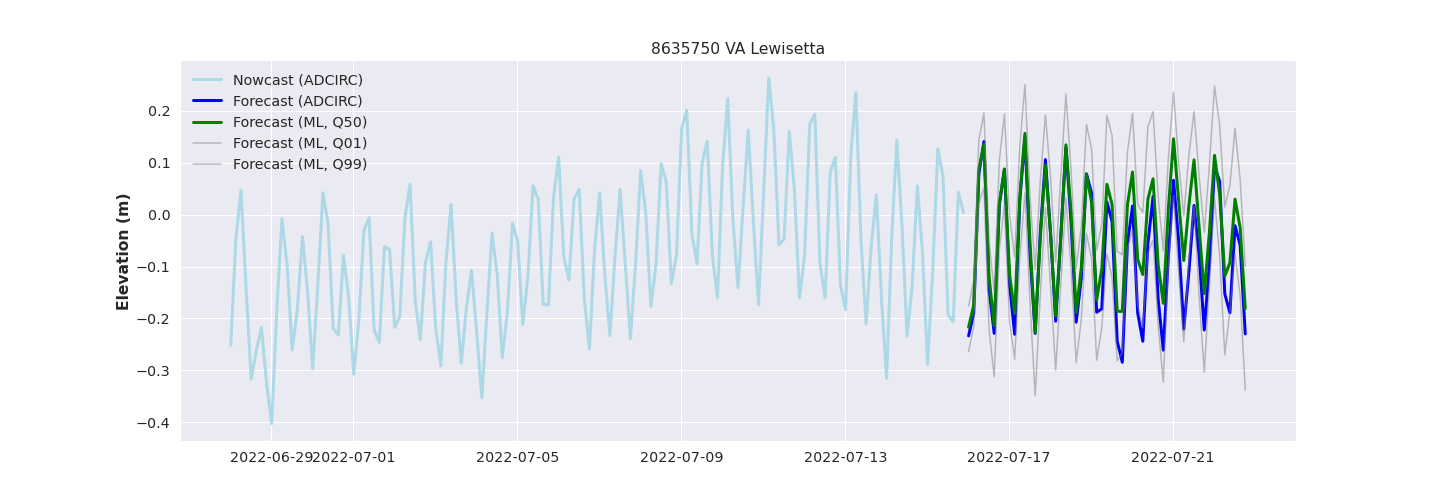 8635750 VA Lewisetta
Nowcast (ADCIRC)
Forecast (ADCIRC)
Forecast (ML, Q50)
Forecast (ML, Q01)
Forecast (ML, Q99)
Elevation (m)
0.2
0.1
0.0
−0.1
−0.2
−0.3
−0.4
2022-06-29 2022-07-01 2022-07-05 2022-07-09 2022-07-13 2022-07-17 2022-07-21